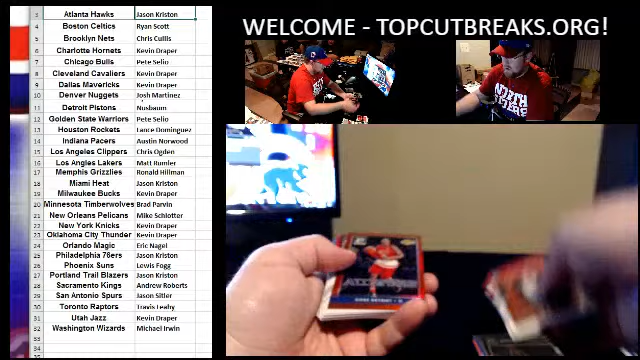 WELCOME - TOPCUTBREAKS.ORG!
3 Atlanta Hawks Jason Kriston
4 Boston Celtics Ryan Scott
5 Brooklyn Nets Chris Cullis
6 Charlotte Hornets Kevin Draper
7 Chicago Bulls Pete Selio
8 Cleveland Cavaliers Kevin Draper
9 Dallas Mavericks Kevin Draper
10 Denver Nuggets Josh Martinez
11 Detroit Pistons Nusbaum
12 Golden State Warriors Pete Selio
13 Houston Rockets Lance Dominguez
14 Indiana Pacers Austin Norwood
15 Los Angeles Clippers Chris Ogden
16 Los Angles Lakers Matt Rumler
17 Memphis Grizzlies Ronald Hillman
18 Miami Heat Jason Kriston
19 Milwaukee Bucks Kevin Draper
20 Minnesota Timberwolves Brad Parvin
21 New Orleans Pelicans Mike Schlotter
22 New York Knicks Kevin Draper
23 Oklahoma City Thunder Kevin Draper
24 Orlando Magic Eric Nagel
25 Philadelphia 76ers Jason Kriston
26 Phoenix Suns Lewis Fogg
27 Portland Trail Blazers Jason Kriston
28 Sacramento Kings Andrew Roberts
29 San Antonio Spurs Jason Sitler
30 Toronto Raptors Travis Leahy
31 Utah Jazz Kevin Draper
32 Washington Wizards Michael Irwin
33
34